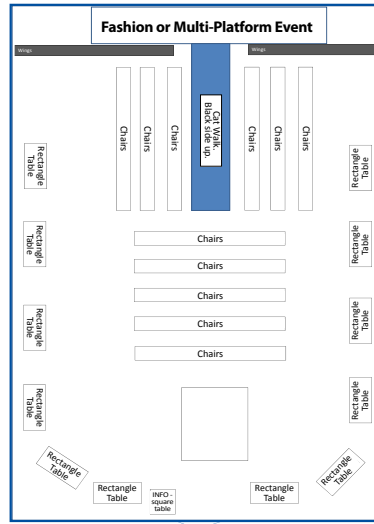 Fashion or Multi-Platform Event
Wings
Wings
Chairs
Chairs
Chairs
Cat Walk.
Black side up.
Chairs
Chairs
Chairs
Rectangle
Table
Rectangle
Table
Rectangle
Table
Rectangle
Table
Chairs
Chairs
Chairs
Chairs
Chairs
Rectangle
Table
Rectangle
Table
Rectangle
Table
Rectangle
Table
Rectangle
Table
Rectangle
Table
Rectangle
Table
INFO -
square
table
Rectangle
Table